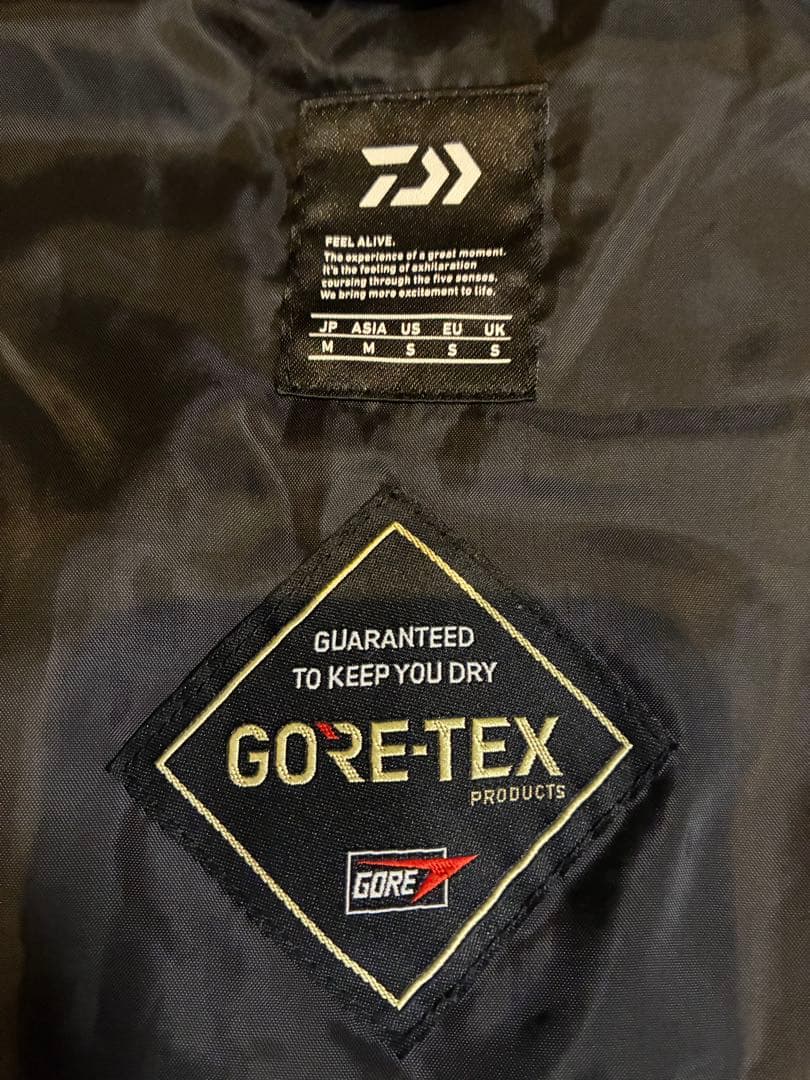 FEEL ALIVE.
The experience of a great moment.
It's the feeling of exhilaration
coursing through the five senses.
We bring more excitement to life.
JP ASIA US EU UK
M M S S S
GUARANTEED
TO KEEP YOU DRY
GORE-TEX
PRODUCTS
GORE